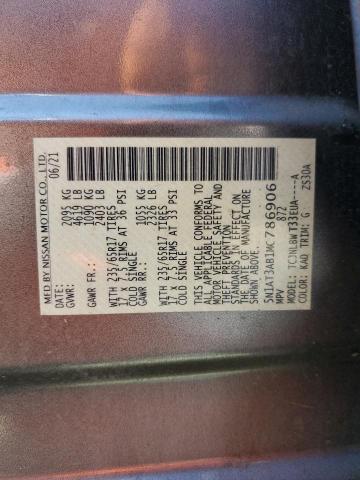 MFD BY NISSAN MOTOR CO., LTD.
DATE: 06/21
GVWR: 2095 KG
4619 LB
GAWR FR.: 1090 KG
2403 LB
WITH 235/65R17 TIRES
17 X 7.5 RIMS AT 36 PSI
COLD SINGLE
GAWR RR.: 1055 KG
2326 LB
WITH 235/65R17 TIRES
17 X 7.5 RIMS AT 33 PSI
COLD SINGLE
THIS VEHICLE CONFORMS TO
ALL APPLICABLE FEDERAL
MOTOR VEHICLE SAFETY AND
THEFT PREVENTION
STANDARDS IN EFFECT ON
THE DATE OF MANUFACTURE
SHOWN ABOVE.
5N1AT3AB1MC786906
MPV
MODEL: TCNLBWT33EUA----A
COLOR: KAD TRIM: G